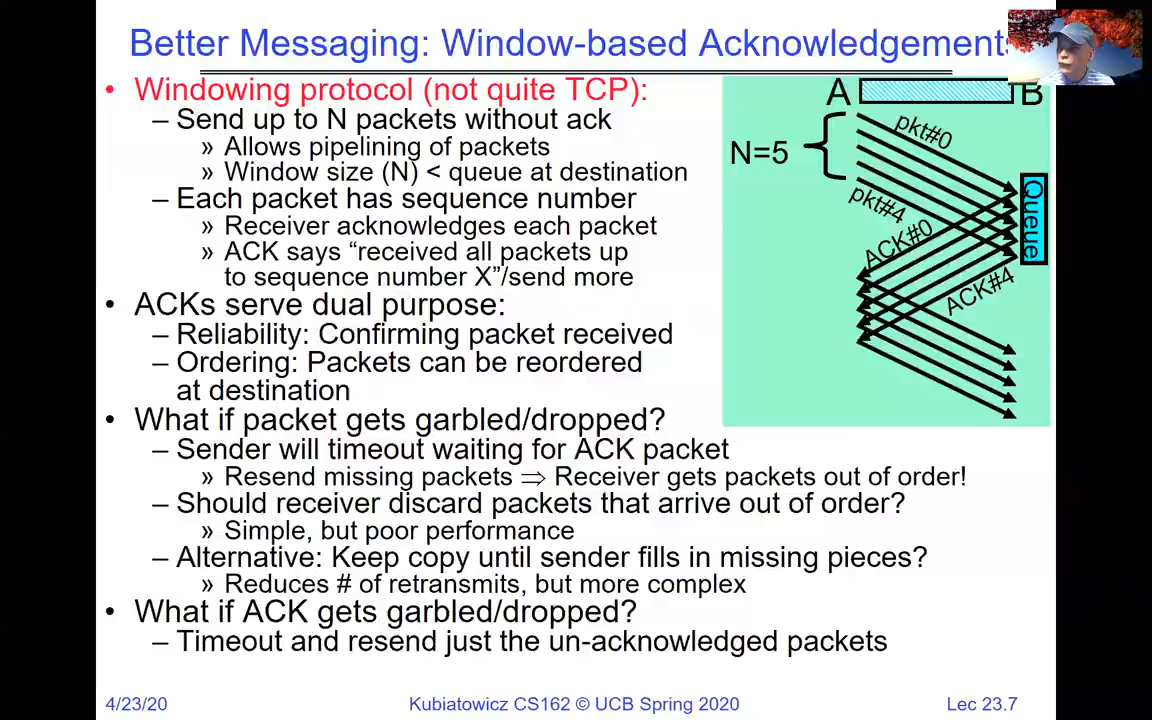 Better Messaging: Window-based Acknowledgements
• Windowing protocol (not quite TCP):
– Send up to N packets without ack
» Allows pipelining of packets
» Window size (N) < queue at destination
– Each packet has sequence number
» Receiver acknowledges each packet
» ACK says “received all packets up
to sequence number X”/send more
• ACKs serve dual purpose:
– Reliability: Confirming packet received
– Ordering: Packets can be reordered
at destination
• What if packet gets garbled/dropped?
– Sender will timeout waiting for ACK packet
» Resend missing packets ⇒ Receiver gets packets out of order!
– Should receiver discard packets that arrive out of order?
» Simple, but poor performance
– Alternative: Keep copy until sender fills in missing pieces?
» Reduces # of retransmits, but more complex
• What if ACK gets garbled/dropped?
– Timeout and resend just the un-acknowledged packets
A B
pkt#0
N=5
pkt#4
Queue
ACK#0
ACK#4
4/23/20 Kubiatowicz CS162 © UCB Spring 2020 Lec 23.7